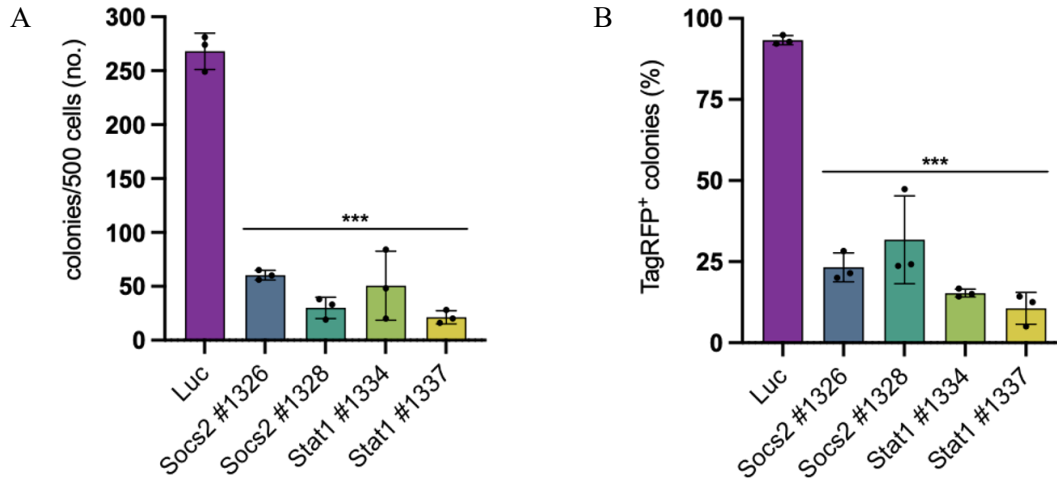 A
colonies/500 cells (no.)
300
250
200
150
100
50
0
***
Luc
Socs2 #1326
Socs2 #1328
Stat1 #1334
Stat1 #1337
B
TagRFP⁺ colonies (%)
100
75
50
25
0
***
Luc
Socs2 #1326
Socs2 #1328
Stat1 #1334
Stat1 #1337